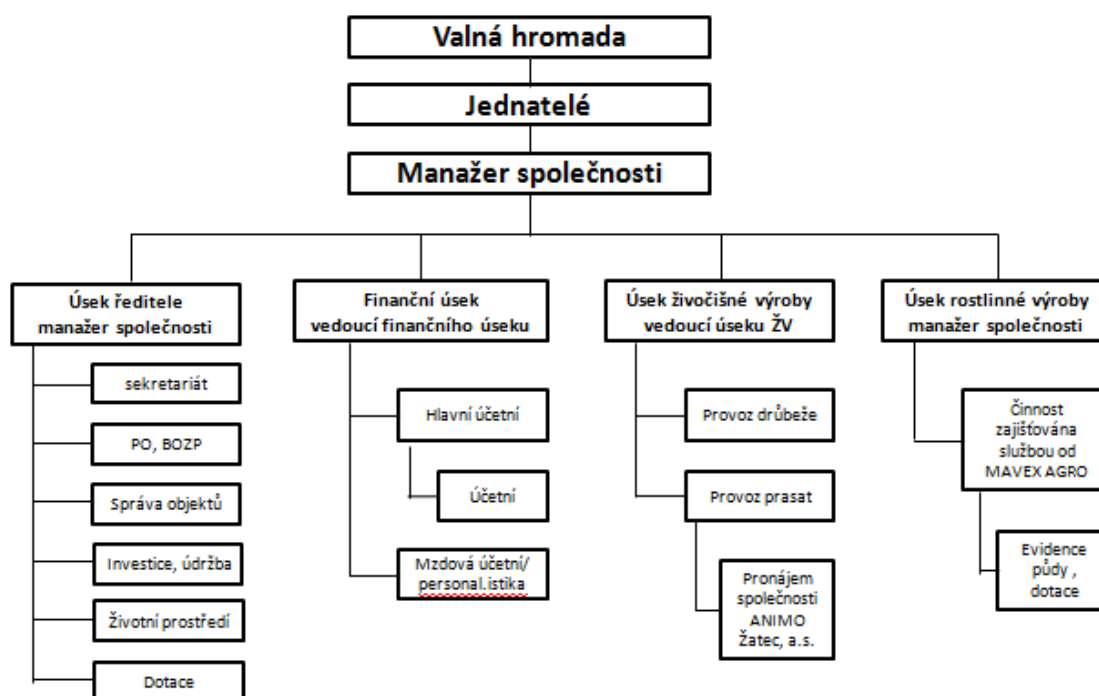 Valná hromada
Jednatelé
Manažer společnosti
Úsek ředitele
manažer společnosti
sekretariát
PO, BOZP
Správa objektů
Investice, údržba
Životní prostředí
Dotace
Finanční úsek
vedoucí finančního úseku
Hlavní účetní
Účetní
Mzdová účetní/
personal.istika
Úsek živočišné výroby
vedoucí úseku ŽV
Provoz drůbeže
Provoz prasat
Pronájem
společnosti
ANIMO
Žatec, a.s.
Úsek rostlinné výroby
manažer společnosti
Činnost
zajišťována
službou od
MAVEX AGRO
Evidence
půdy ,
dotace